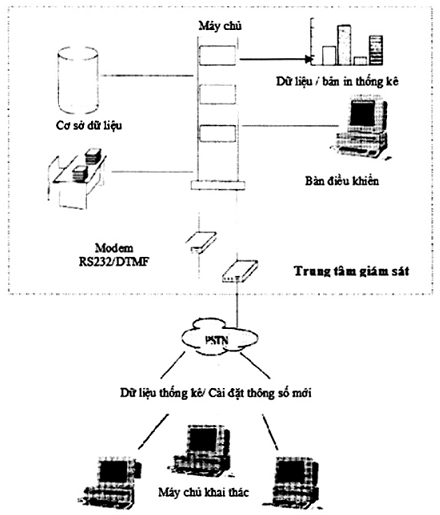 Máy chủ
Dữ liệu / bản in thống kê
Cơ sở dữ liệu
Bàn điều khiển
Modem
RS232/DTMF
Trung tâm giám sát
PSTN
Dữ liệu thống kê/ Cài đặt thông số mới
Máy chủ khai thác